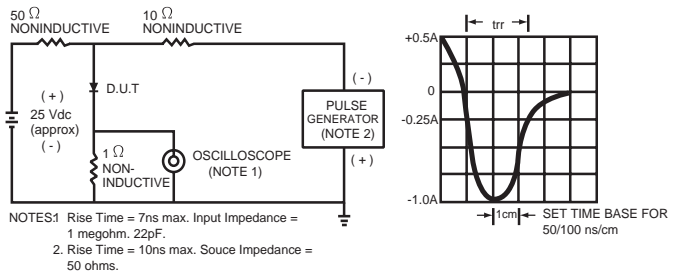 50 Ω
NONINDUCTIVE
10 Ω
NONINDUCTIVE
D.U.T
( + )
25 Vdc
(approx)
( - )
1 Ω
NON-
INDUCTIVE
OSCILLOSCOPE
(NOTE 1)
( - )
PULSE
GENERATOR
(NOTE 2)
( + )
NOTES:1 Rise Time = 7ns max. Input Impedance =
1 megohm. 22pF.
2. Rise Time = 10ns max. Souce Impedance =
50 ohms.
trr
+0.5A
0
-0.25A
-1.0A
1cm
SET TIME BASE FOR
50/100 ns/cm